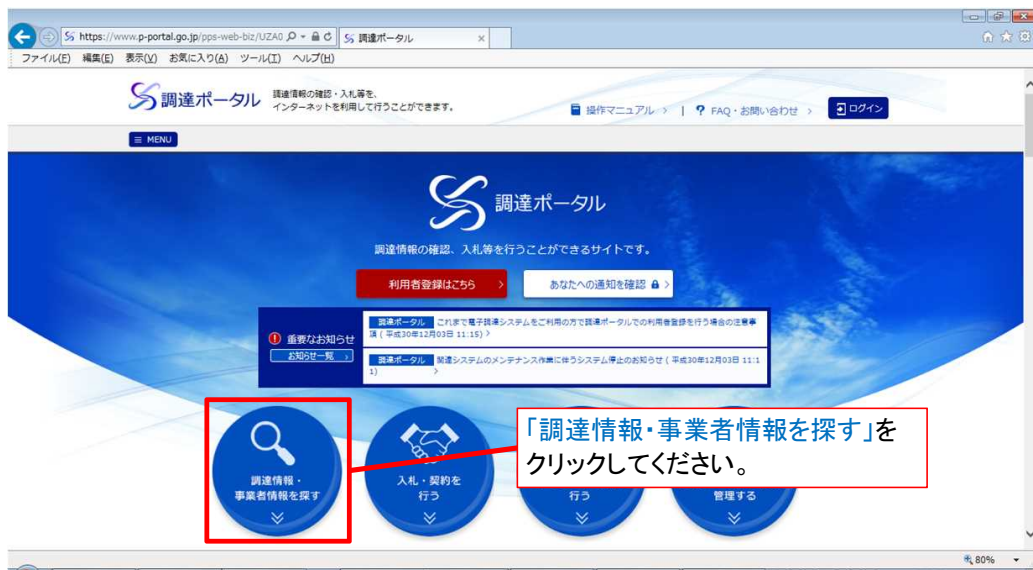 https://www.p-portal.go.jp/pps-web-biz/UZA0
調達ポータル
ファイル(F) 編集(E) 表示(V) お気に入り(A) ツール(T) ヘルプ(H)
調達ポータル
調達情報の確認・入札等を、
インターネットを利用して行うことができます。
操作マニュアル > | ? FAQ・お問い合わせ > ログイン
≡ MENU
調達ポータル
調達情報の確認、入札等を行うことができるサイトです。
利用者登録はこちら >
あなたへの通知を確認 >
重要なお知らせ
お知らせ一覧 >
調達ポータル これまで電子調達システムをご利用の方で調達ポータルでの利用者登録を行う場合の注意事
項 ( 平成30年12月03日 11:15) >
調達ポータル 関連システムのメンテナンス作業に伴うシステム停止のお知らせ ( 平成30年12月03日 11:1
1) >
調達情報・
事業者情報を探す
入札・契約を
行う
行う
管理する
「調達情報・事業者情報を探す」を
クリックしてください。
80%